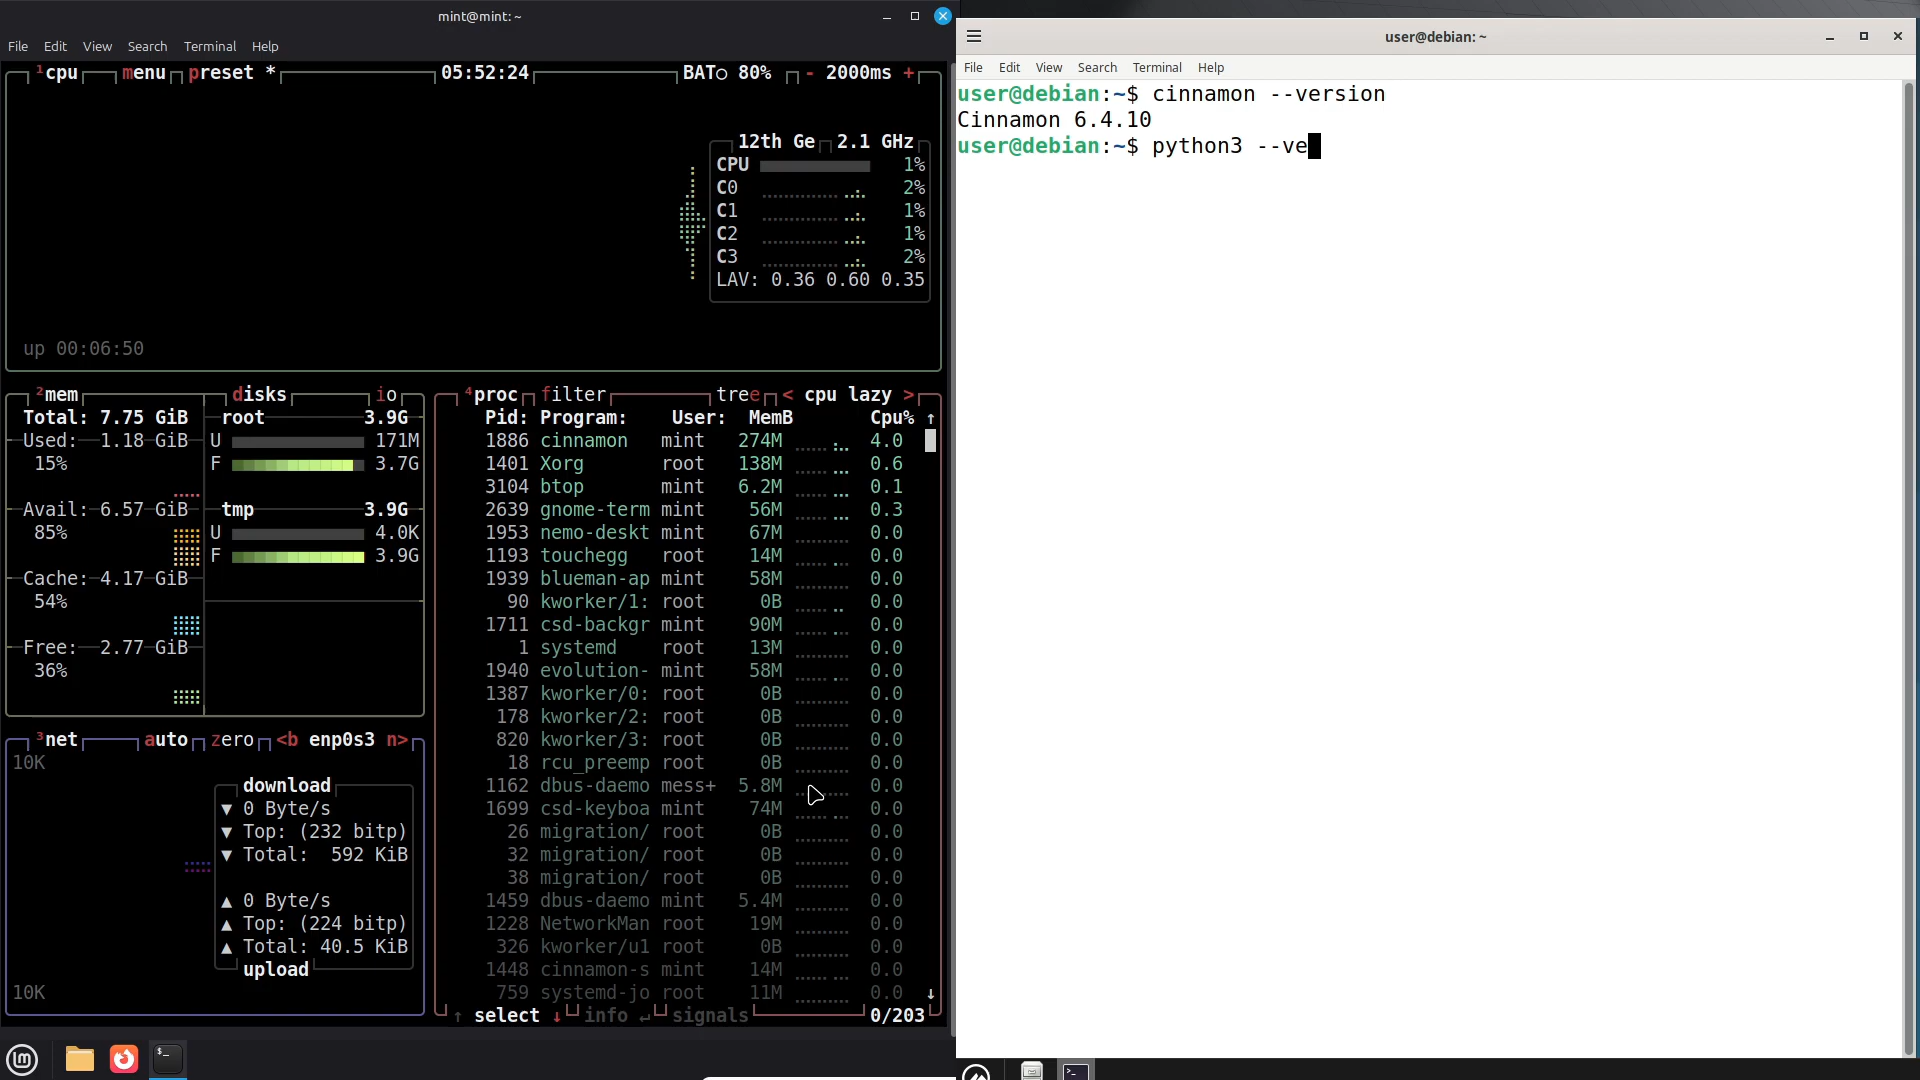 mint@mint: ~
File Edit View Search Terminal Help
¹cpu menu preset * 05:52:24 BAT○ 80% - 2000ms +
12th Ge 2.1 GHz
CPU 1%
C0 2%
C1 1%
C2 1%
C3 2%
LAV: 0.36 0.60 0.35
up 00:06:50
²mem disks io
Total: 7.75 GiB root 3.9G
Used: 1.18 GiB U 171M
15% F 3.7G
Avail: 6.57 GiB tmp 3.9G
85% U 4.0K
F 3.9G
Cache: 4.17 GiB
54%
Free: 2.77 GiB
36%
³net auto zero <b enp0s3 n>
10K
download
▼ 0 Byte/s
▼ Top: (232 bitp)
▼ Total: 592 KiB
▲ 0 Byte/s
▲ Top: (224 bitp)
▲ Total: 40.5 KiB
upload
10K
⁴proc filter tree < cpu lazy >
Pid: Program: User: MemB Cpu% ↑
1886 cinnamon mint 274M 4.0
1401 Xorg root 138M 0.6
3104 btop mint 6.2M 0.1
2639 gnome-term mint 56M 0.3
1953 nemo-deskt mint 67M 0.0
1193 touchegg root 14M 0.0
1939 blueman-ap mint 58M 0.0
90 kworker/1: root 0B 0.0
1711 csd-backgr mint 90M 0.0
1 systemd root 13M 0.0
1940 evolution- mint 58M 0.0
1387 kworker/0: root 0B 0.0
178 kworker/2: root 0B 0.0
820 kworker/3: root 0B 0.0
18 rcu_preemp root 0B 0.0
1162 dbus-daemo mess+ 5.8M 0.0
1699 csd-keyboa mint 74M 0.0
26 migration/ root 0B 0.0
32 migration/ root 0B 0.0
38 migration/ root 0B 0.0
1459 dbus-daemo mint 5.4M 0.0
1228 NetworkMan root 19M 0.0
326 kworker/u1 root 0B 0.0
1448 cinnamon-s mint 14M 0.0
759 systemd-jo root 11M 0.0 ↓
↑ select ↓ info ↵ signals 0/203
user@debian: ~
File Edit View Search Terminal Help
user@debian:~$ cinnamon --version
Cinnamon 6.4.10
user@debian:~$ python3 --ve